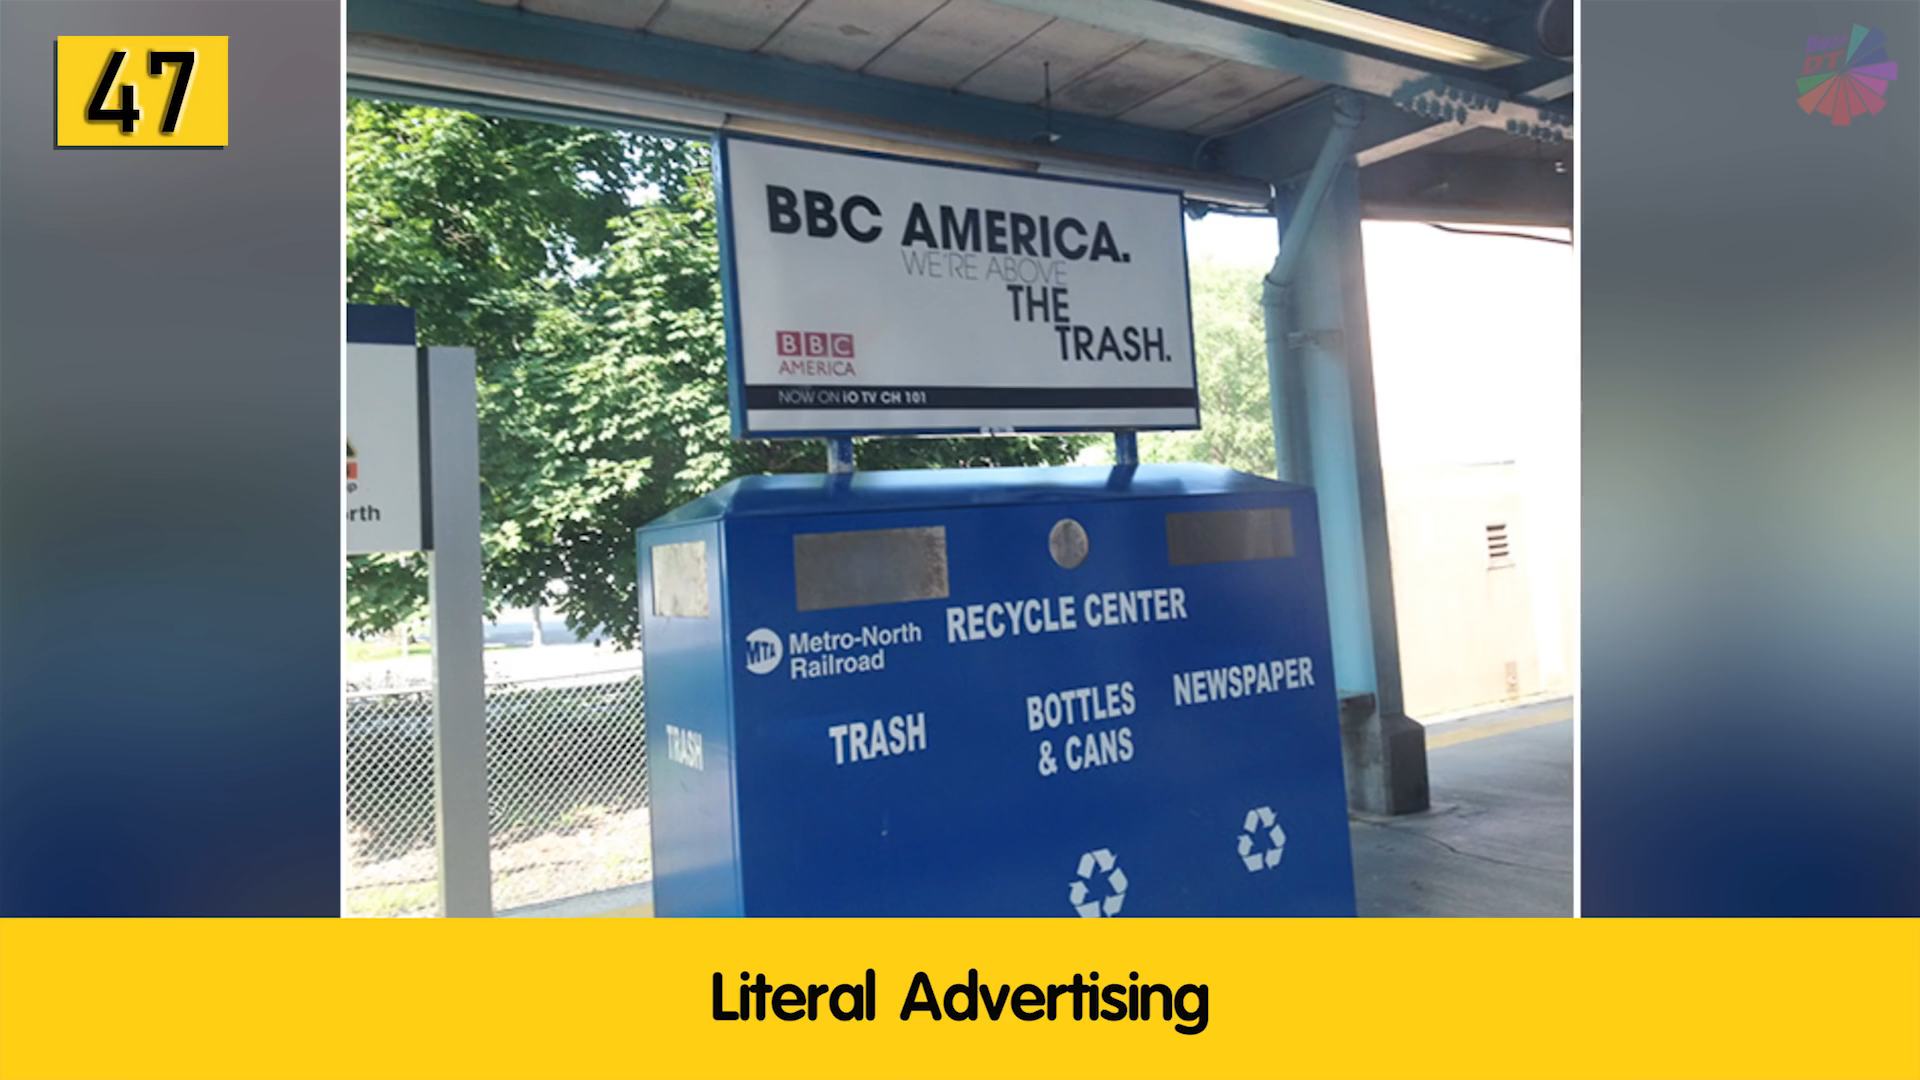 47
BBC AMERICA.
WE'RE ABOVE
THE
TRASH.
BBC
AMERICA
NOW ON iO TV CH 101
rth
MTA Metro-North
Railroad
RECYCLE CENTER
TRASH
TRASH
BOTTLES
& CANS
NEWSPAPER
Literal Advertising